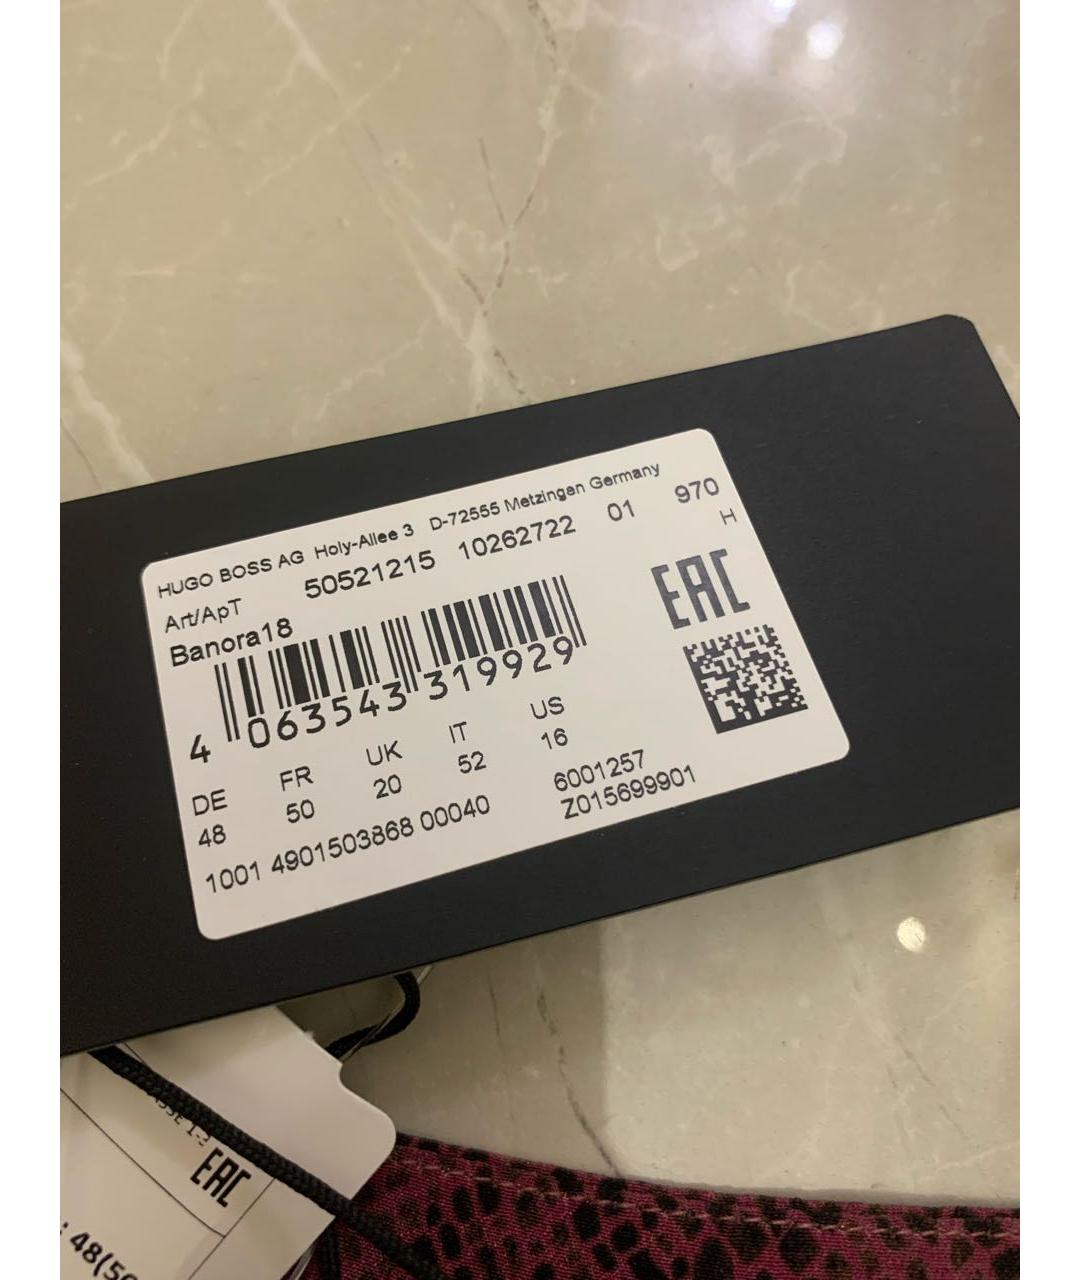 HUGO BOSS AG Holy-Allee 3 D-72555 Metzingen Germany
Art/ApT 50521215 10262722 01 970
Banora18 H
EAC
4 063543 319929
DE FR UK IT US
48 50 20 52 16
1001 4901503868 00040 6001257
Z015699901
EAC
: 48(50